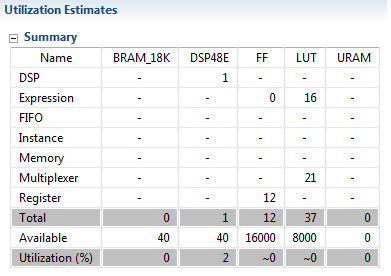 Utilization Estimates
Summary
Name BRAM_18K DSP48E FF LUT URAM
DSP - 1 - - -
Expression - - 0 16 -
FIFO - - - - -
Instance - - - - -
Memory - - - - -
Multiplexer - - - 21 -
Register - - 12 - -
Total 0 1 12 37 0
Available 40 40 16000 8000 0
Utilization (%) 0 2 ~0 ~0 0